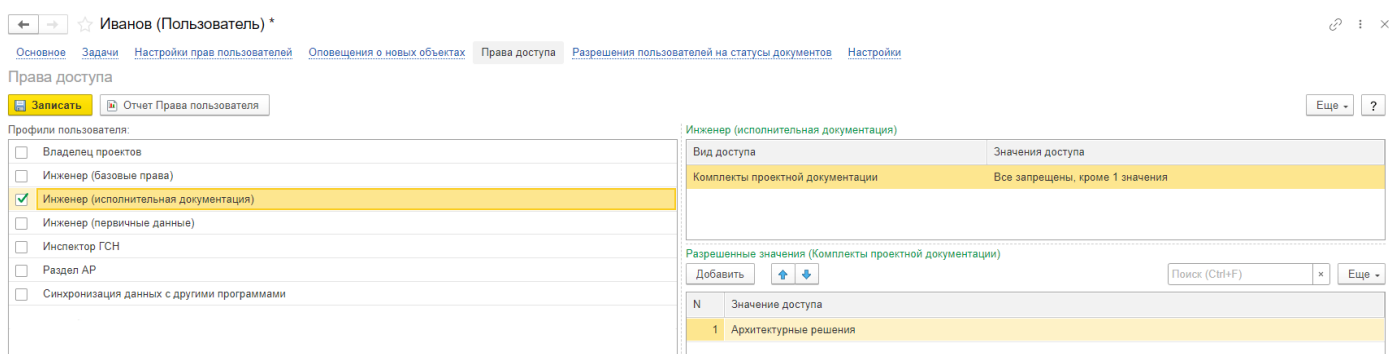 Иванов (Пользователь) *
Основное Задачи Настройки прав пользователей Оповещения о новых объектах Права доступа Разрешения пользователей на статусы документов Настройки
Права доступа
Записать Отчет Права пользователя Еще ?
Профили пользователя:
Владелец проектов
Инженер (базовые права)
Инженер (исполнительная документация)
Инженер (первичные данные)
Инспектор ГСН
Раздел АР
Синхронизация данных с другими программами
Инженер (исполнительная документация)
Вид доступа Значения доступа
Комплекты проектной документации Все запрещены, кроме 1 значения
Разрешенные значения (Комплекты проектной документации)
Добавить Поиск (Ctrl+F) × Еще
N Значение доступа
1 Архитектурные решения